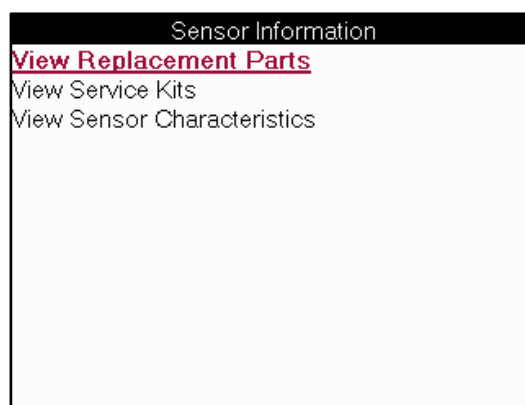 Sensor Information
View Replacement Parts
View Service Kits
View Sensor Characteristics